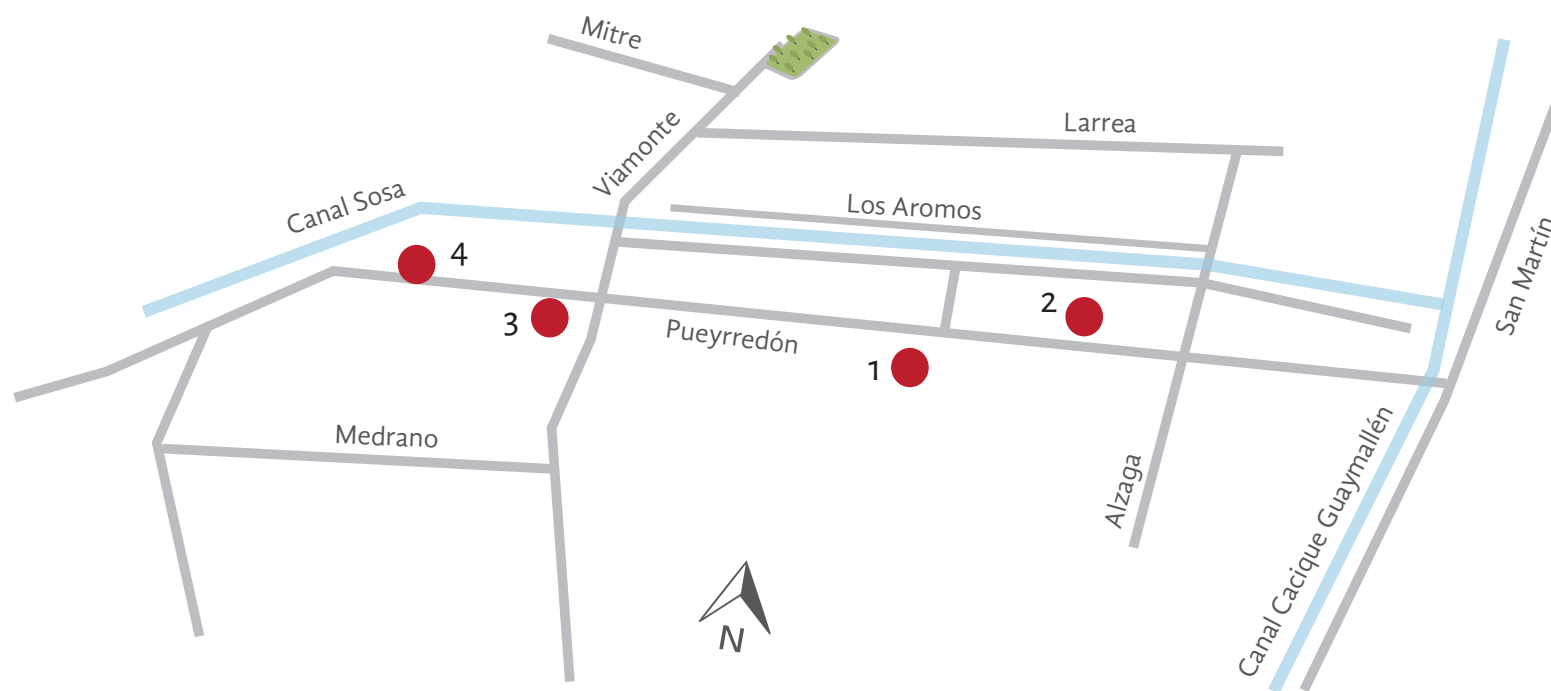 Mitre
Larrea
Viamonte
Canal Sosa
Los Aromos
4
San Martín
2
3
Pueyrredón
1
Medrano
Alzaga
Canal Cacique Guaymallén
N